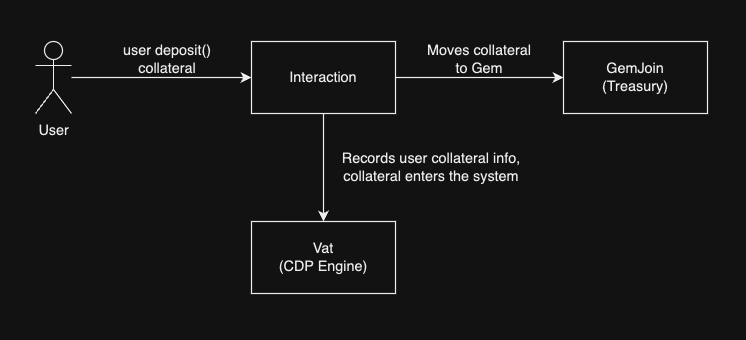 user deposit()
collateral
Moves collateral
to Gem
Interaction
GemJoin
(Treasury)
User
Records user collateral info,
collateral enters the system
Vat
(CDP Engine)